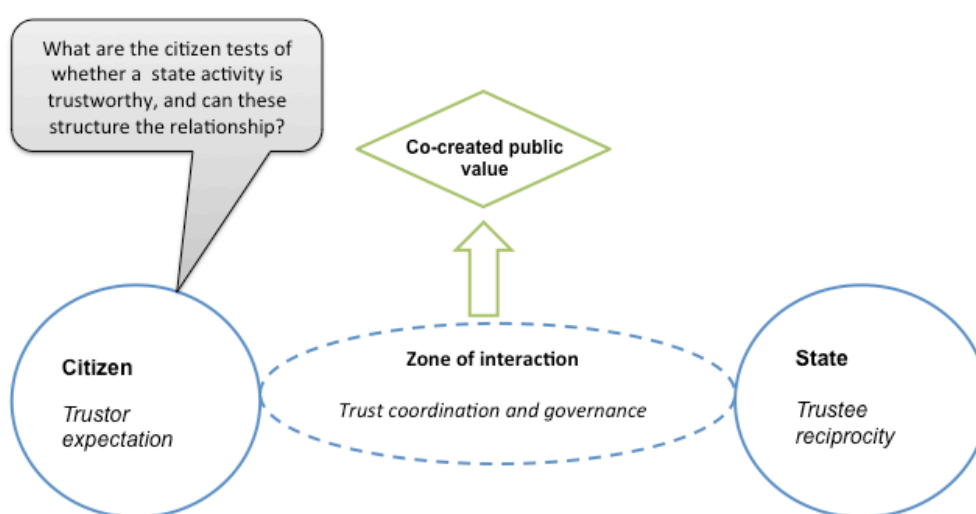 What are the citizen tests of
whether a state activity is
trustworthy, and can these
structure the relationship?
Co-created public
value
Zone of interaction
Trust coordination and governance
Citizen
Trustor
expectation
State
Trustee
reciprocity